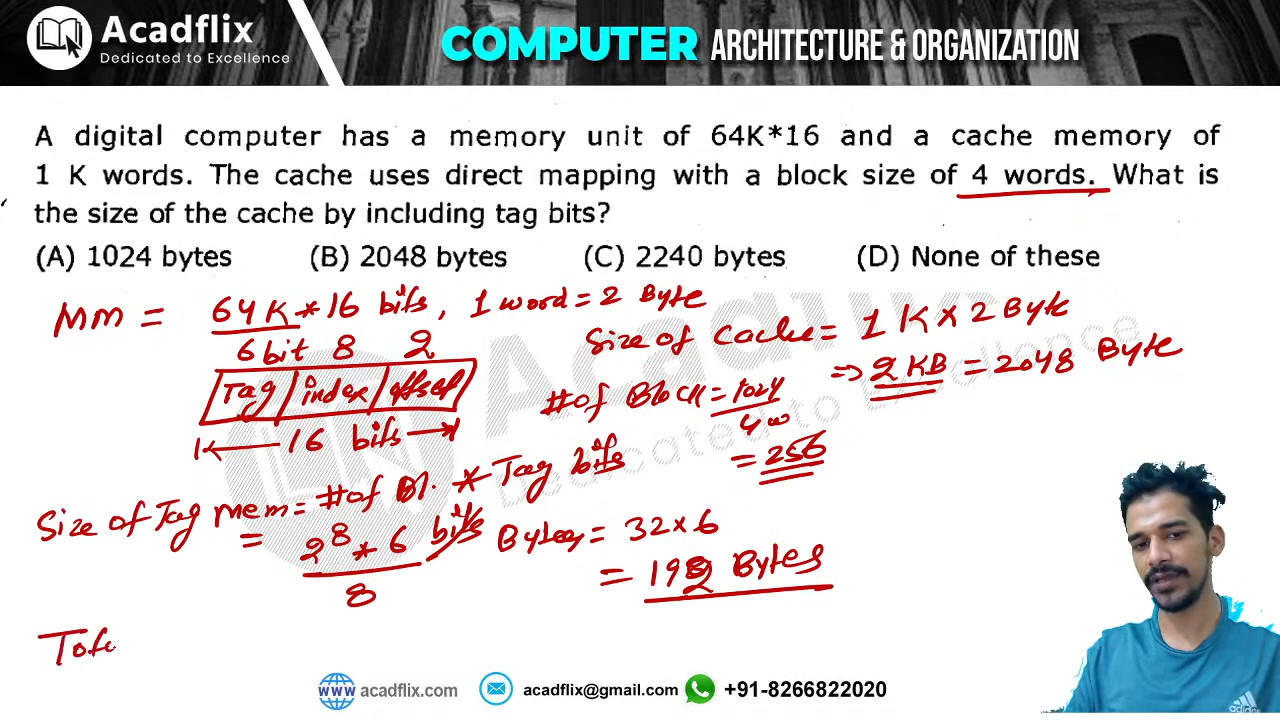 Acadflix
Dedicated to Excellence
COMPUTER ARCHITECTURE & ORGANIZATION
A digital computer has a memory unit of 64K*16 and a cache memory of
1 K words. The cache uses direct mapping with a block size of 4 words. What is
the size of the cache by including tag bits?
(A) 1024 bytes (B) 2048 bytes (C) 2240 bytes (D) None of these
MM = 64K * 16 bits, 1 word = 2 Byte
6 bit 8 2
Tag index offset
16 bits
Size of Cache = 1 K × 2 Byte
=> 2 KB = 2048 Byte
# of Block = 1024
4 w
= 256
Size of Tag mem = # of Bl. * Tag bits
= 2^8 * 6 bits Bytes = 32 × 6
8
= 192 Bytes
Tota
www acadflix.com acadflix@gmail.com +91-8266822020
adidas